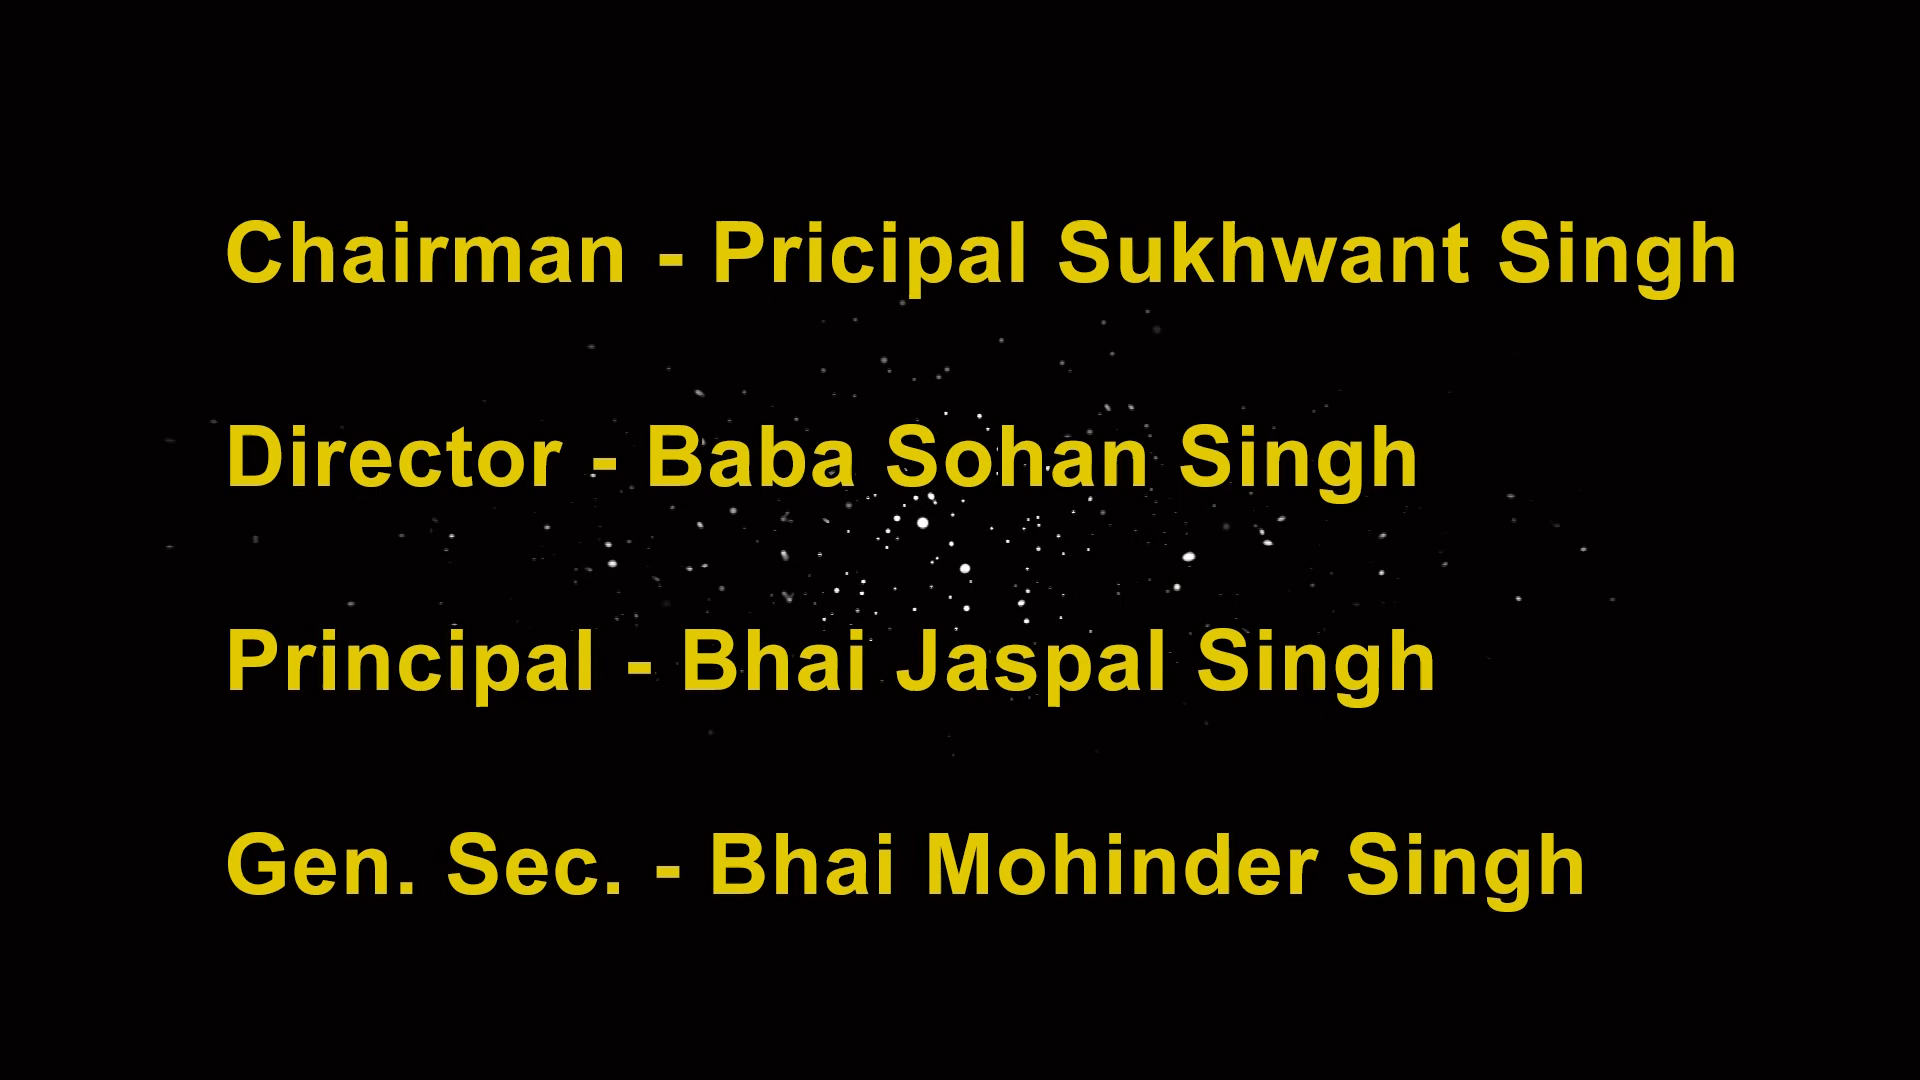 Chairman - Pricipal Sukhwant Singh
Director - Baba Sohan Singh
Principal - Bhai Jaspal Singh
Gen. Sec. - Bhai Mohinder Singh